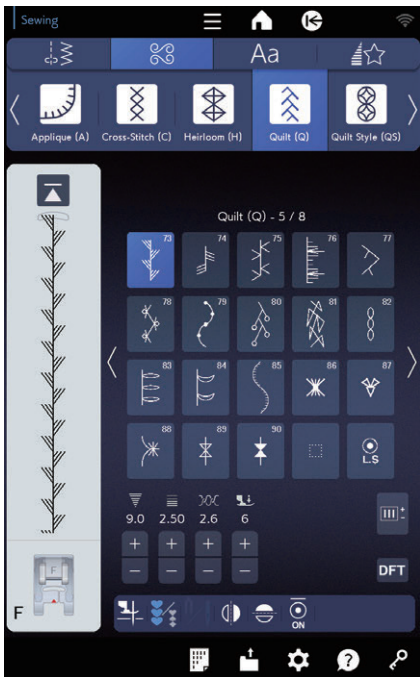 Sewing
Aa
Applique (A) Cross-Stitch (C) Heirloom (H) Quilt (Q) Quilt Style (QS)
Quilt (Q) - 5 / 8
73 74 75 76 77
78 79 80 81 82
83 84 85 86 87
88 89 90 L.S
9.0 2.50 2.6 6
+ + + +
- - - -
DFT
F
F
ON
?